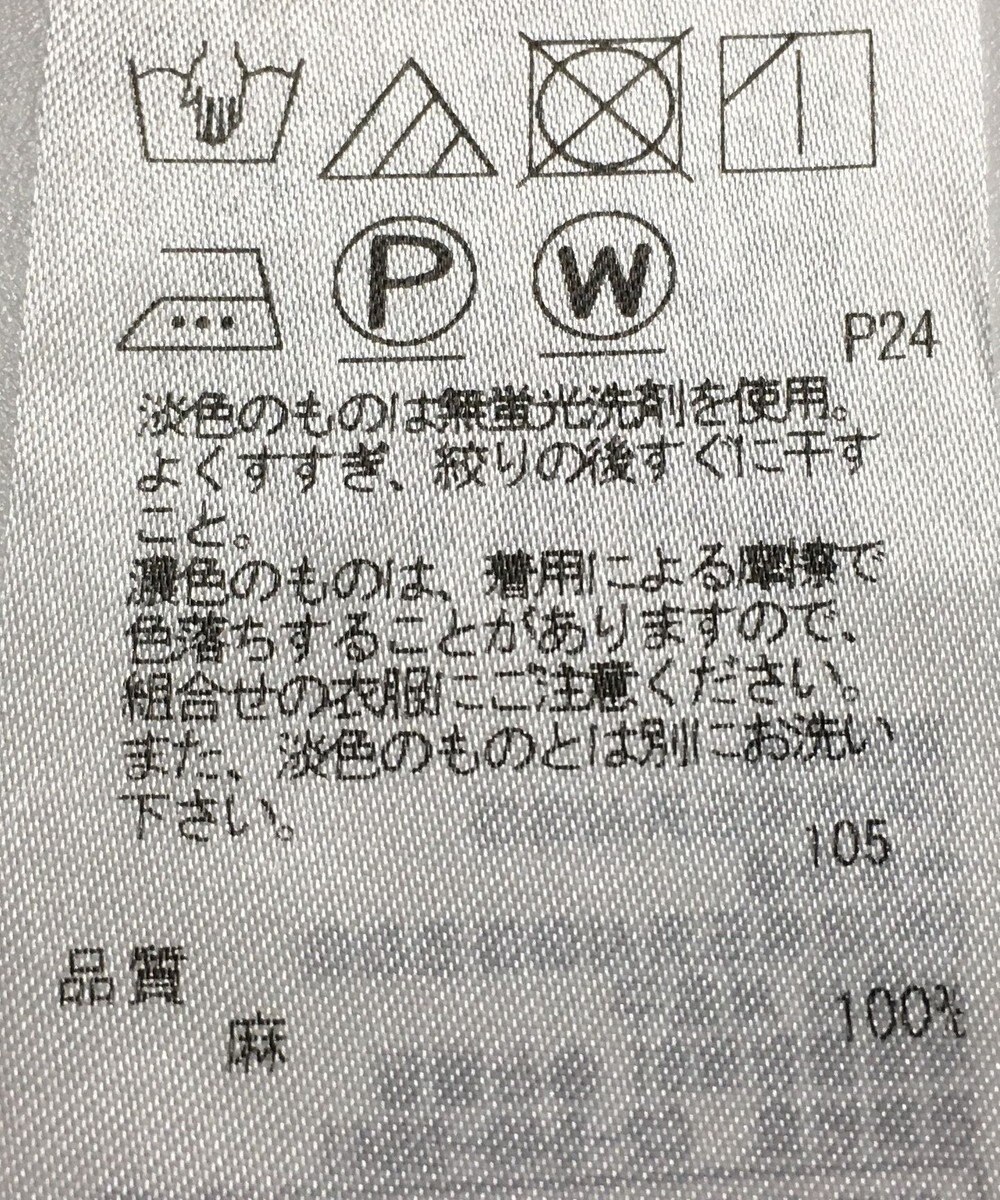 P
W
P24
淡色のものは無蛍光洗剤を使用。
よくすすぎ、絞りの後すぐに干す
こと。
濃色のものは、着用による摩擦で
色落ちすることがありますので、
組合せの衣服にご注意ください。
また、淡色のものとは別にお洗い
下さい。
105
品質
麻 100%